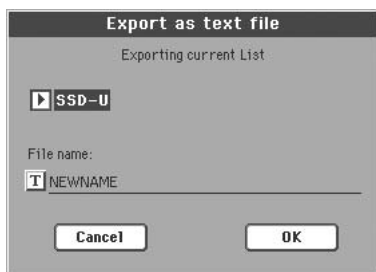 Export as text file
Exporting current List
SSD-U
File name:
T NEWNAME
Cancel OK